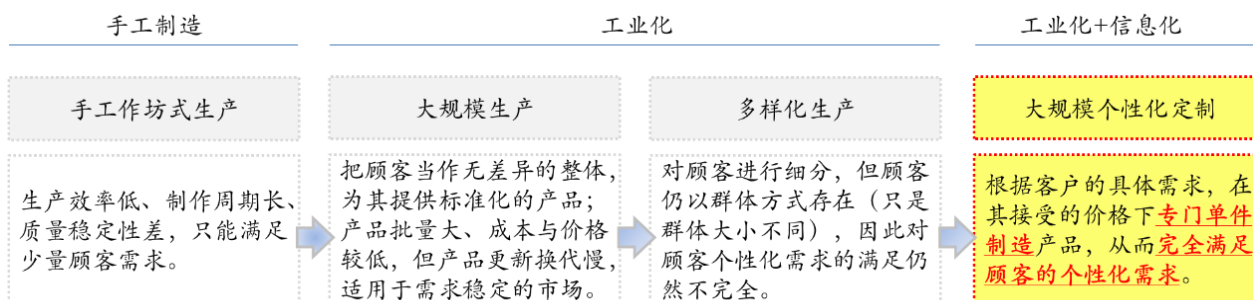 手工制造
工业化
工业化+信息化
手工作坊式生产
大规模生产
多样化生产
大规模个性化定制
生产效率低、制作周期长、
质量稳定性差，只能满足
少量顾客需求。
把顾客当作无差异的整体，
为其提供标准化的产品；
产品批量大、成本与价格
较低，但产品更新换代慢，
适用于需求稳定的市场。
对顾客进行细分，但顾客
仍以群体方式存在（只是
群体大小不同），因此对
顾客个性化需求的满足仍
然不完全。
根据客户的具体需求，在
其接受的价格下专门单件
制造产品，从而完全满足
顾客的个性化需求。